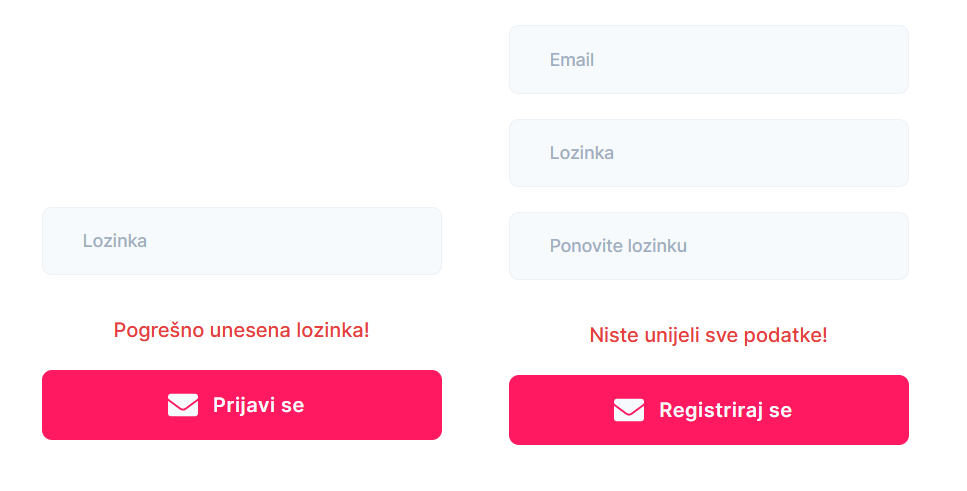 Lozinka
Pogrešno unesena lozinka!
Prijavi se
Email
Lozinka
Ponovite lozinku
Niste unijeli sve podatke!
Registriraj se